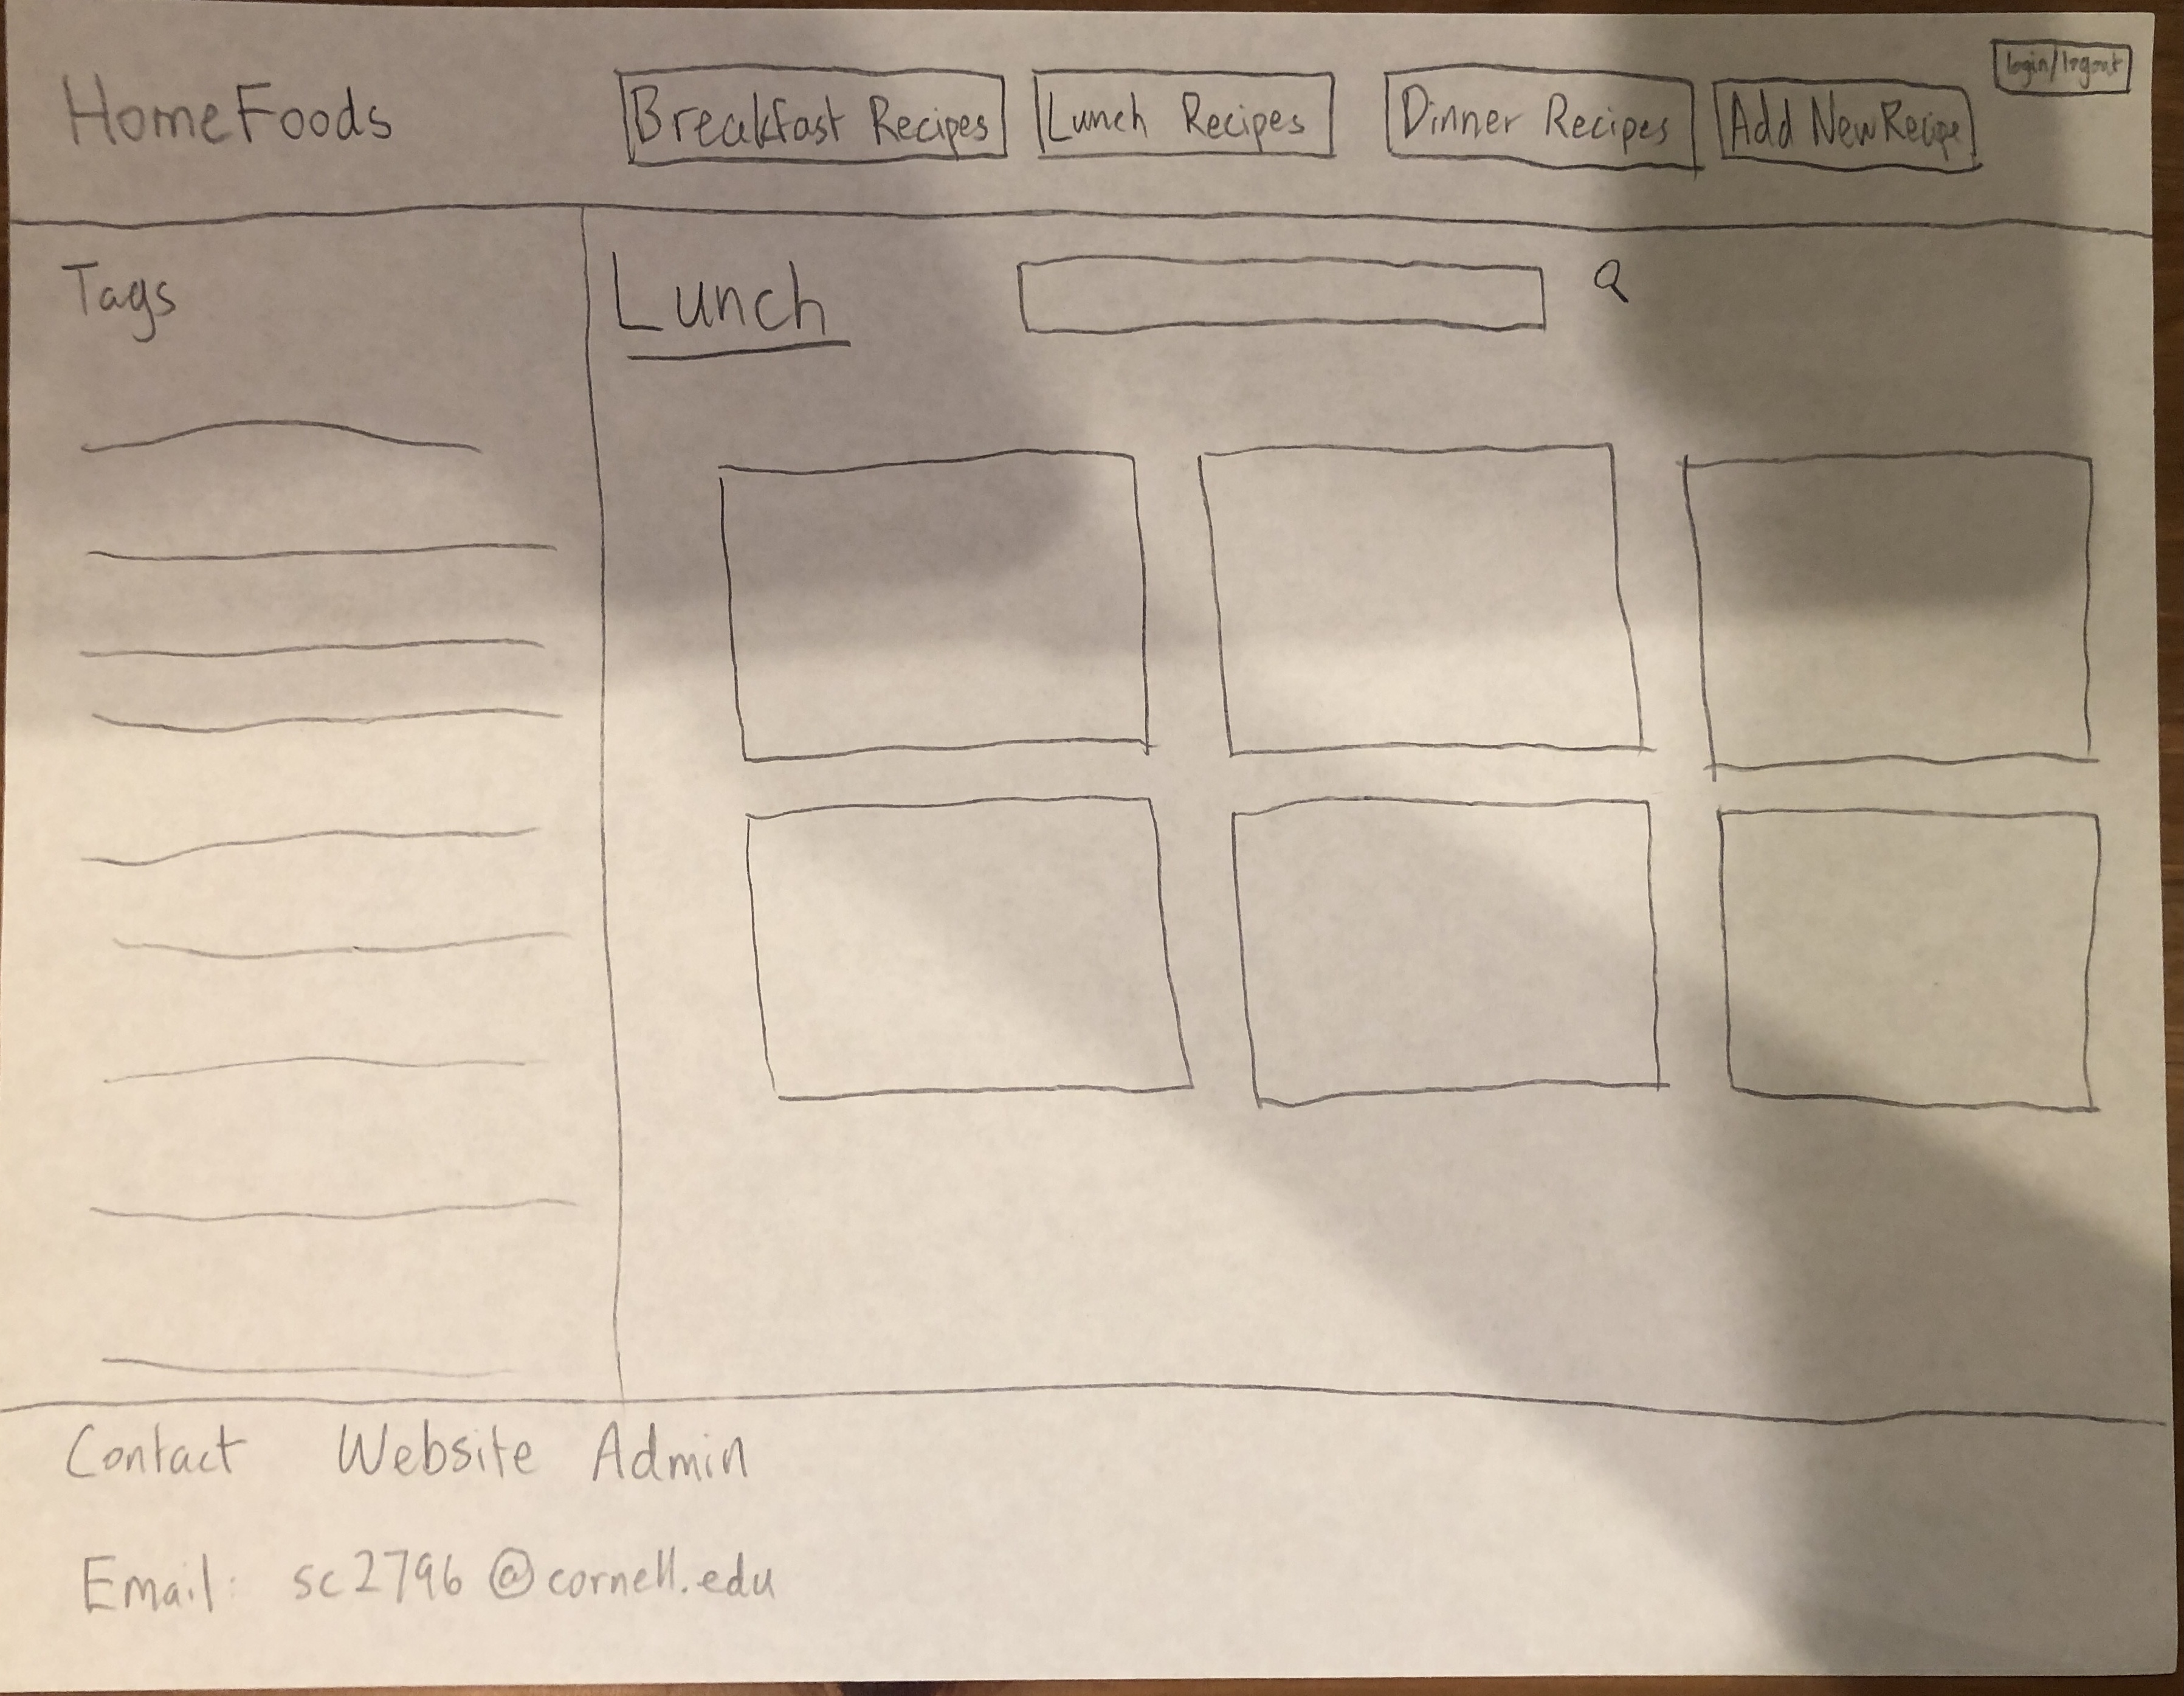 HomeFoods
Breakfast Recipes
Lunch Recipes
Dinner Recipes
Add New Recipe
login/logout
Tags
Lunch
Contact Website Admin
Email: sc2796@cornell.edu